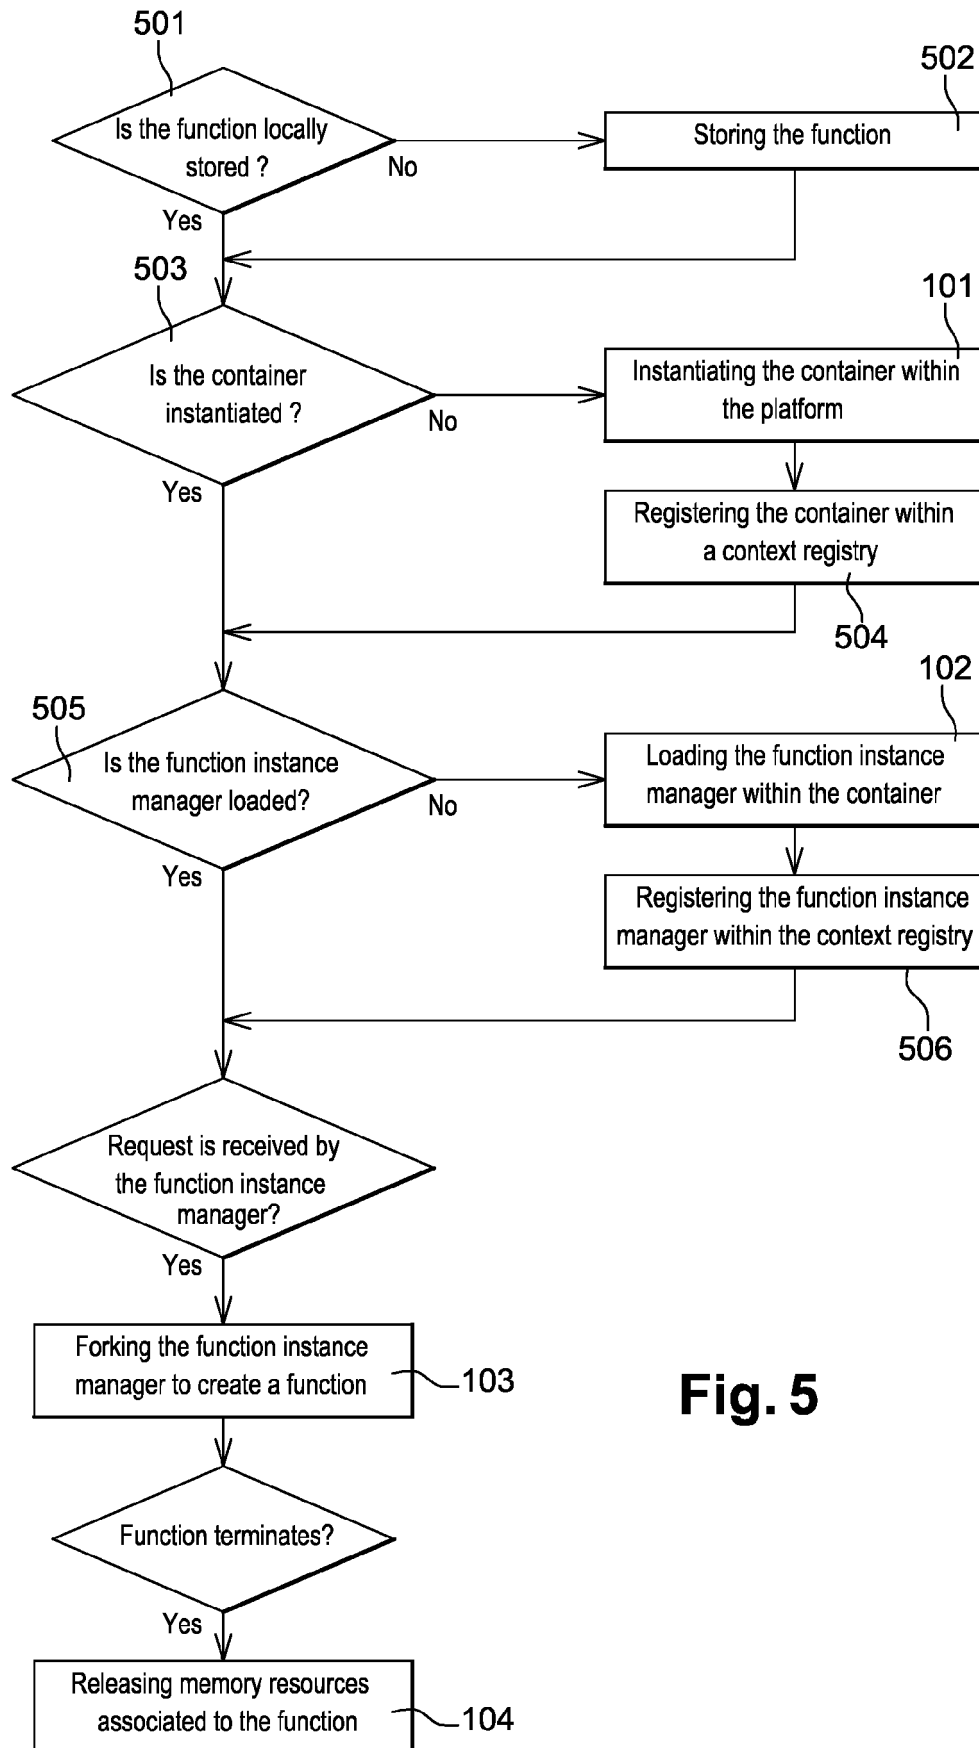 501
502
Is the function locally
stored ?
Storing the function
No
Yes
503
101
Is the container
instantiated ?
Instantiating the container within
the platform
No
Yes
Registering the container within
a context registry
504
102
505
Is the function instance
manager loaded?
Loading the function instance
manager within the container
No
Yes
Registering the function instance
manager within the context registry
506
Request is received by
the function instance
manager?
Yes
Forking the function instance
manager to create a function
103
Fig. 5
Function terminates?
Yes
Releasing memory resources
associated to the function
104